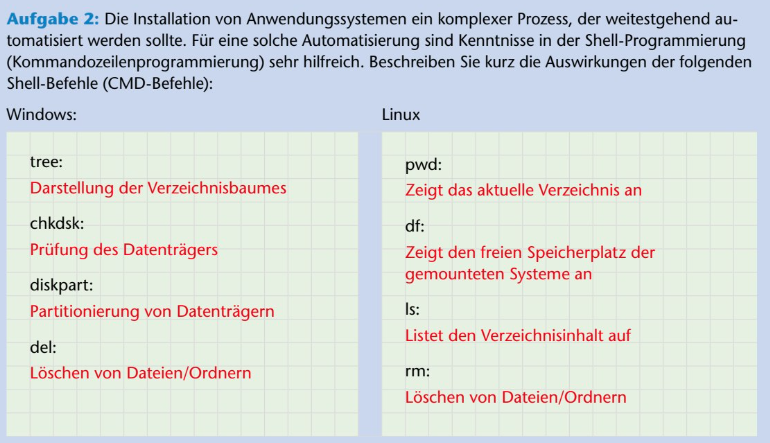 Aufgabe 2: Die Installation von Anwendungssystemen ein komplexer Prozess, der weitestgehend au-
tomatisiert werden sollte. Für eine solche Automatisierung sind Kenntnisse in der Shell-Programmierung
(Kommandozeilenprogrammierung) sehr hilfreich. Beschreiben Sie kurz die Auswirkungen der folgenden
Shell-Befehle (CMD-Befehle):
Windows:
tree:
Darstellung der Verzeichnisbaumes
chkdsk:
Prüfung des Datenträgers
diskpart:
Partitionierung von Datenträgern
del:
Löschen von Dateien/Ordnern
Linux
pwd:
Zeigt das aktuelle Verzeichnis an
df:
Zeigt den freien Speicherplatz der
gemounteten Systeme an
ls:
Listet den Verzeichnisinhalt auf
rm:
Löschen von Dateien/Ordnern